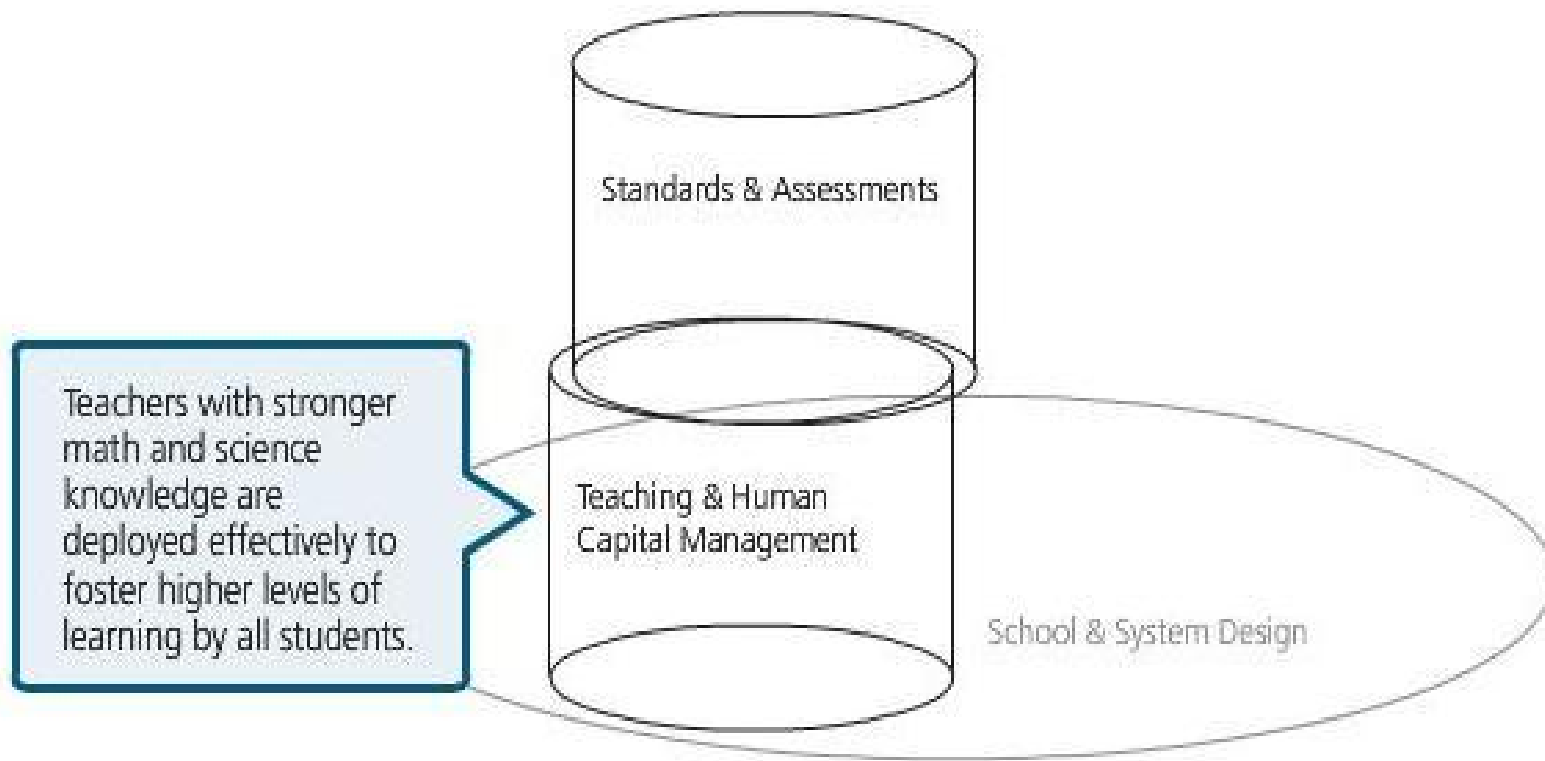 Standards & Assessments
Teachers with stronger
math and science
knowledge are
deployed effectively to
foster higher levels of
learning by all students.
Teaching & Human
Capital Management
School & System Design